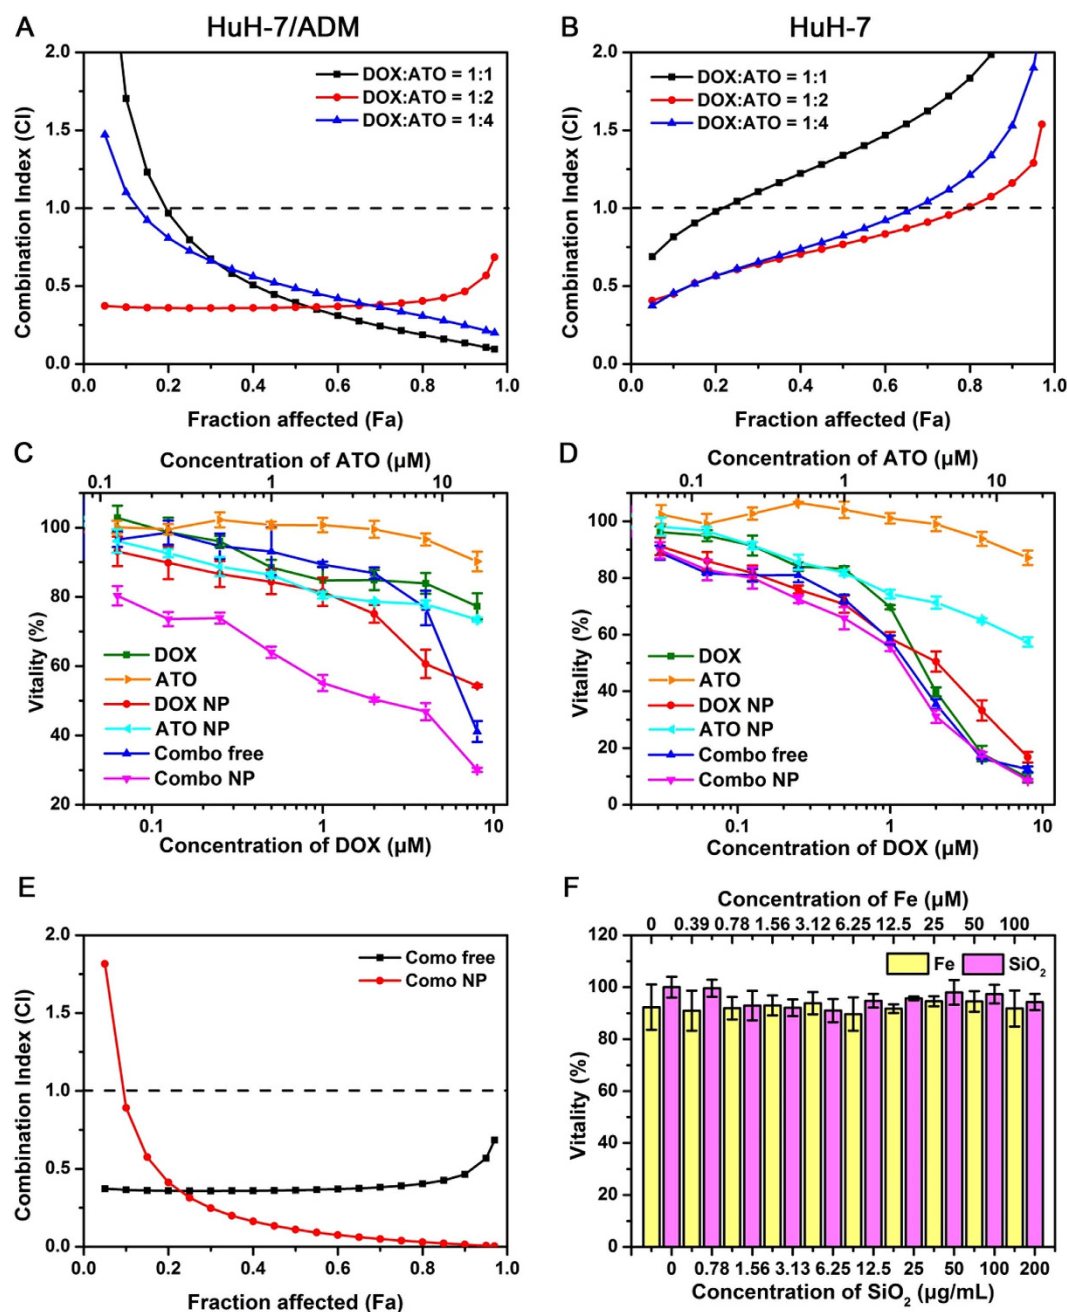 A
HuH-7/ADM
2.0
1.5
1.0
0.5
0.0
Combination Index (CI)
DOX:ATO = 1:1
DOX:ATO = 1:2
DOX:ATO = 1:4
0.0 0.2 0.4 0.6 0.8 1.0
Fraction affected (Fa)
B
HuH-7
2.0
1.5
1.0
0.5
0.0
Combination Index (CI)
DOX:ATO = 1:1
DOX:ATO = 1:2
DOX:ATO = 1:4
0.0 0.2 0.4 0.6 0.8 1.0
Fraction affected (Fa)
C
Concentration of ATO (μM)
0.1 1 10
100
80
60
40
20
Vitality (%)
DOX
ATO
DOX NP
ATO NP
Combo free
Combo NP
0.1 1 10
Concentration of DOX (μM)
D
Concentration of ATO (μM)
0.1 1 10
100
80
60
40
20
0
Vitality (%)
DOX
ATO
DOX NP
ATO NP
Combo free
Combo NP
0.1 1 10
Concentration of DOX (μM)
E
2.0
1.5
1.0
0.5
0.0
Combination Index (CI)
Como free
Como NP
0.0 0.2 0.4 0.6 0.8 1.0
Fraction affected (Fa)
F
Concentration of Fe (μM)
0 0.39 0.78 1.56 3.12 6.25 12.5 25 50 100
120
100
80
60
40
20
0
Vitality (%)
Fe SiO₂
0 0.78 1.56 3.13 6.25 12.5 25 50 100 200
Concentration of SiO₂ (μg/mL)